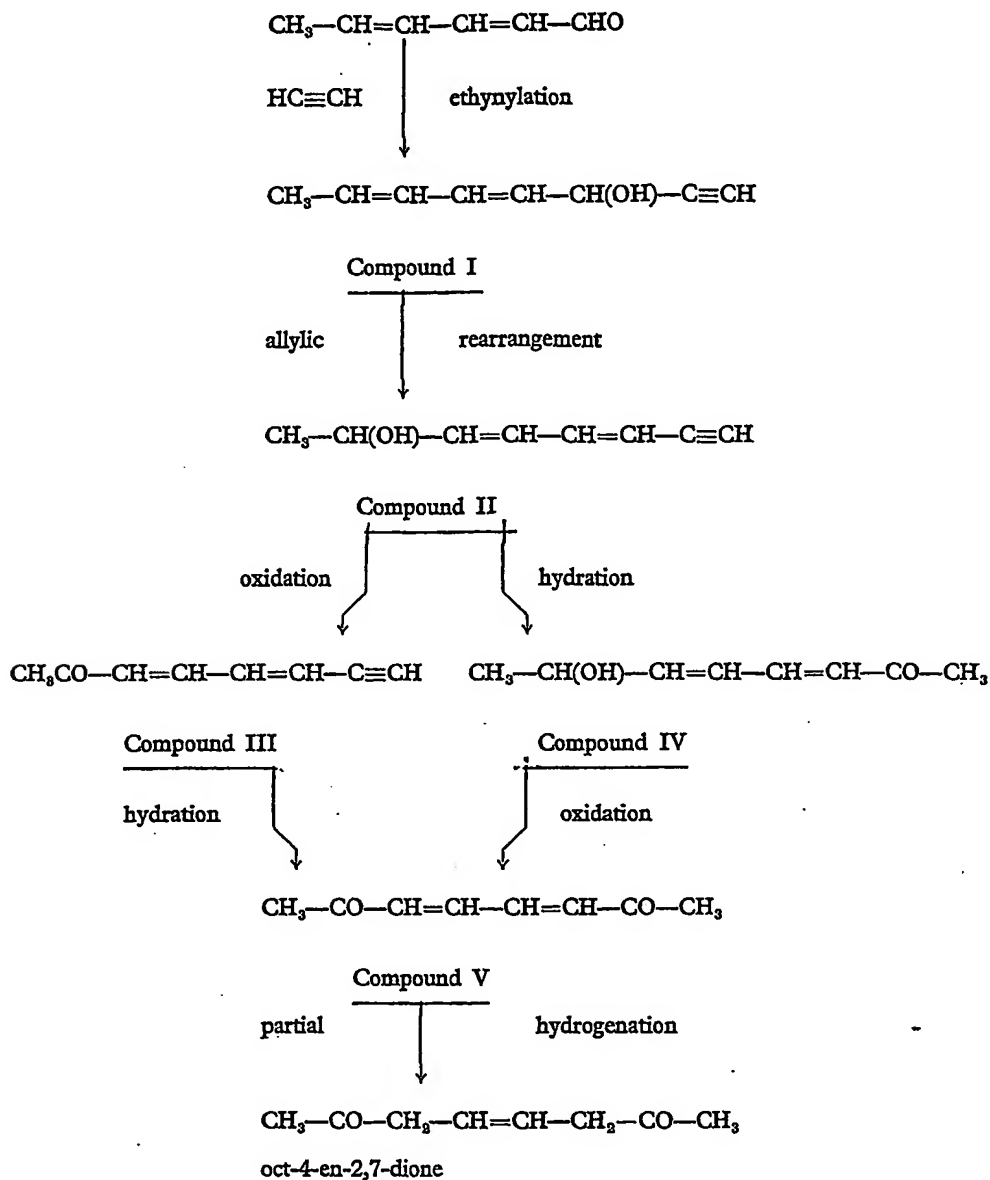 CH₃—CH=CH—CH=CH—CHO
HC≡CH ethynylation
CH₃—CH=CH—CH=CH—CH(OH)—C≡CH
Compound I
allylic rearrangement
CH₃—CH(OH)—CH=CH—CH=CH—C≡CH
Compound II
oxidation hydration
CH₃CO—CH=CH—CH=CH—C≡CH CH₃—CH(OH)—CH=CH—CH=CH—CO—CH₃
Compound III Compound IV
hydration oxidation
CH₃—CO—CH=CH—CH=CH—CO—CH₃
Compound V
partial hydrogenation
CH₃—CO—CH₂—CH=CH—CH₂—CO—CH₃
oct-4-en-2,7-dione